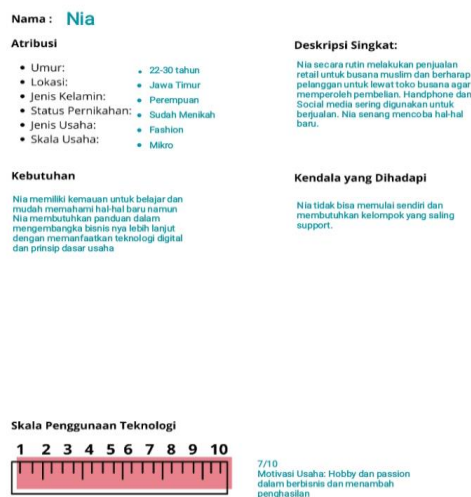 Nama : Nia
Atribusi
• Umur: • 22-30 tahun
• Lokasi: • Jawa Timur
• Jenis Kelamin: • Perempuan
• Status Pernikahan: • Sudah Menikah
• Jenis Usaha: • Fashion
• Skala Usaha: • Mikro
Deskripsi Singkat:
Nia secara rutin melakukan penjualan
retail untuk busana muslim dan berharap
pelanggan untuk lewat toko busana agar
memperoleh pembelian. Handphone dan
Social media sering digunakan untuk
berjualan. Nia senang mencoba hal-hal
baru.
Kebutuhan
Nia memiliki kemauan untuk belajar dan
mudah memahami hal-hal baru namun
Nia membutuhkan panduan dalam
mengembangka bisnis nya lebih lanjut
dengan memanfaatkan teknologi digital
dan prinsip dasar usaha
Kendala yang Dihadapi
Nia tidak bisa memulai sendiri dan
membutuhkan kelompok yang saling
support.
Skala Penggunaan Teknologi
1 2 3 4 5 6 7 8 9 10
7/10
Motivasi Usaha: Hobby dan passion
dalam berbisnis dan menambah
penghasilan